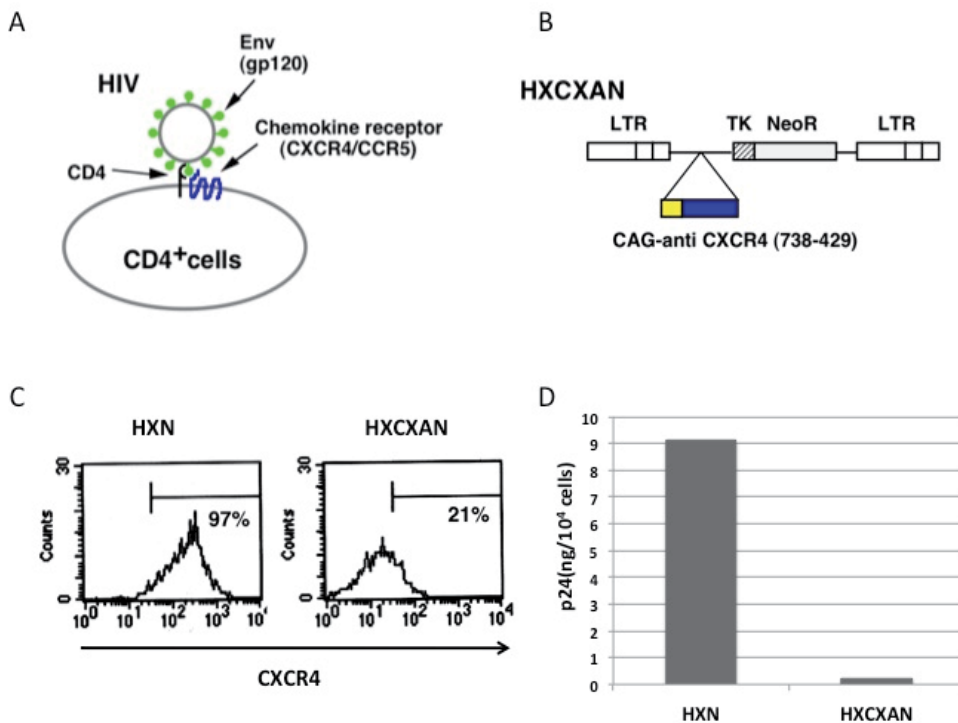 A
Env
(gp120)
HIV
Chemokine receptor
(CXCR4/CCR5)
CD4
CD4+cells
B
HXCXAN
LTR
TK
NeoR
LTR
CAG-anti CXCR4 (738-429)
C
HXN
HXCXAN
30
Counts
0
97%
10⁰ 10¹ 10² 10³ 10⁴
30
Counts
0
21%
10⁰ 10¹ 10² 10³ 10⁴
CXCR4
D
p24(ng/10⁴ cells)
10
9
8
7
6
5
4
3
2
1
0
HXN
HXCXAN